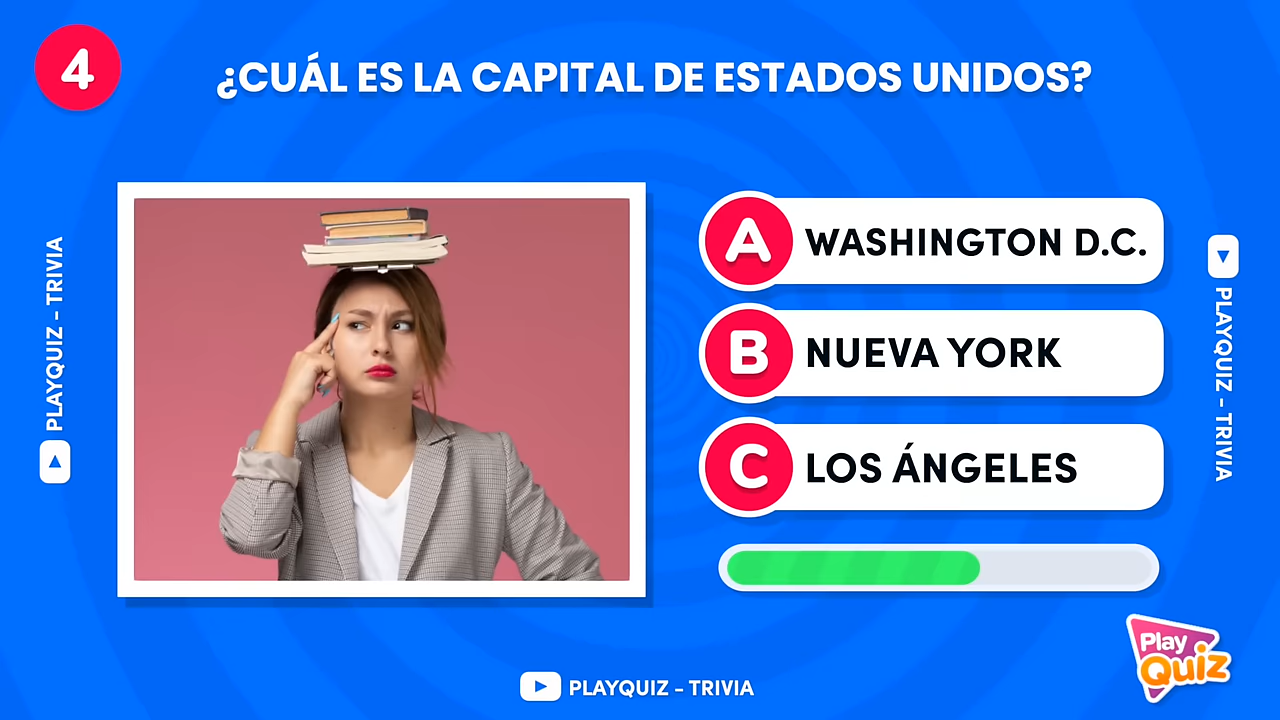 4
¿CUÁL ES LA CAPITAL DE ESTADOS UNIDOS?
A WASHINGTON D.C.
B NUEVA YORK
C LOS ÁNGELES
PLAYQUIZ - TRIVIA
PLAYQUIZ - TRIVIA
PLAYQUIZ - TRIVIA
Play
Quiz